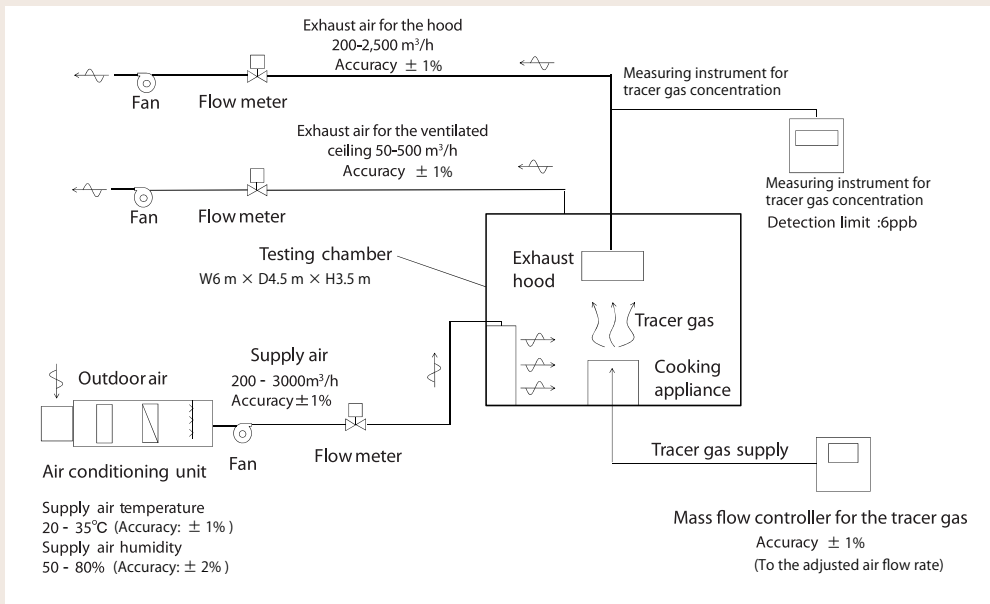 Exhaust air for the hood
200-2,500 m³/h
Accuracy ± 1%
Fan
Flow meter
Measuring instrument for
tracer gas concentration
Exhaust air for the ventilated
ceiling 50-500 m³/h
Accuracy ± 1%
Fan
Flow meter
Measuring instrument for
tracer gas concentration
Detection limit :6ppb
Testing chamber
W6 m × D4.5 m × H3.5 m
Exhaust
hood
Tracer gas
Cooking
appliance
Supply air
200 - 3000m³/h
Accuracy±1%
Outdoor air
Fan
Flow meter
Air conditioning unit
Supply air temperature
20 - 35℃ (Accuracy: ± 1%)
Supply air humidity
50 - 80% (Accuracy: ± 2%)
Tracer gas supply
Mass flow controller for the tracer gas
Accuracy ± 1%
(To the adjusted air flow rate)